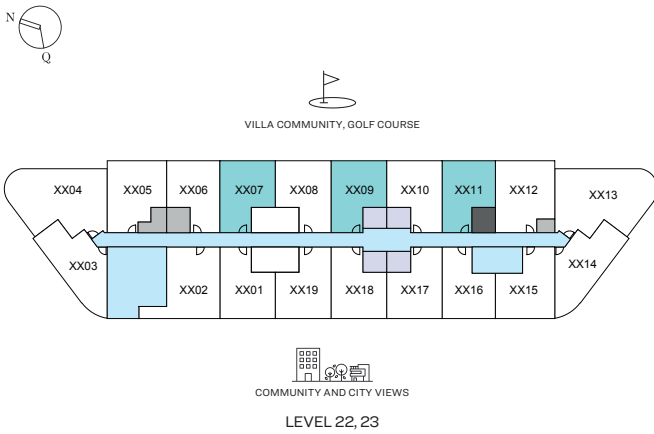 N
Q
VILLA COMMUNITY, GOLF COURSE
XX04
XX05
XX06
XX07
XX08
XX09
XX10
XX11
XX12
XX13
XX03
XX02
XX01
XX19
XX18
XX17
XX16
XX15
XX14
COMMUNITY AND CITY VIEWS
LEVEL 22, 23